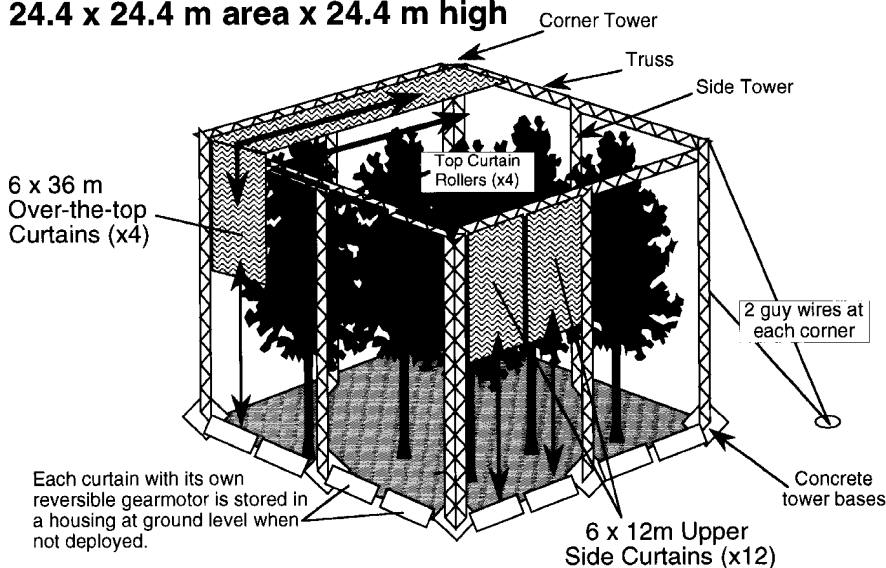 24.4 x 24.4 m area x 24.4 m high
Corner Tower
Truss
Side Tower
Top Curtain
Rollers (x4)
6 x 36 m
Over-the-top
Curtains (x4)
2 guy wires at
each corner
Each curtain with its own
reversible gearmotor is stored in
a housing at ground level when
not deployed.
Concrete
tower bases
6 x 12m Upper
Side Curtains (x12)